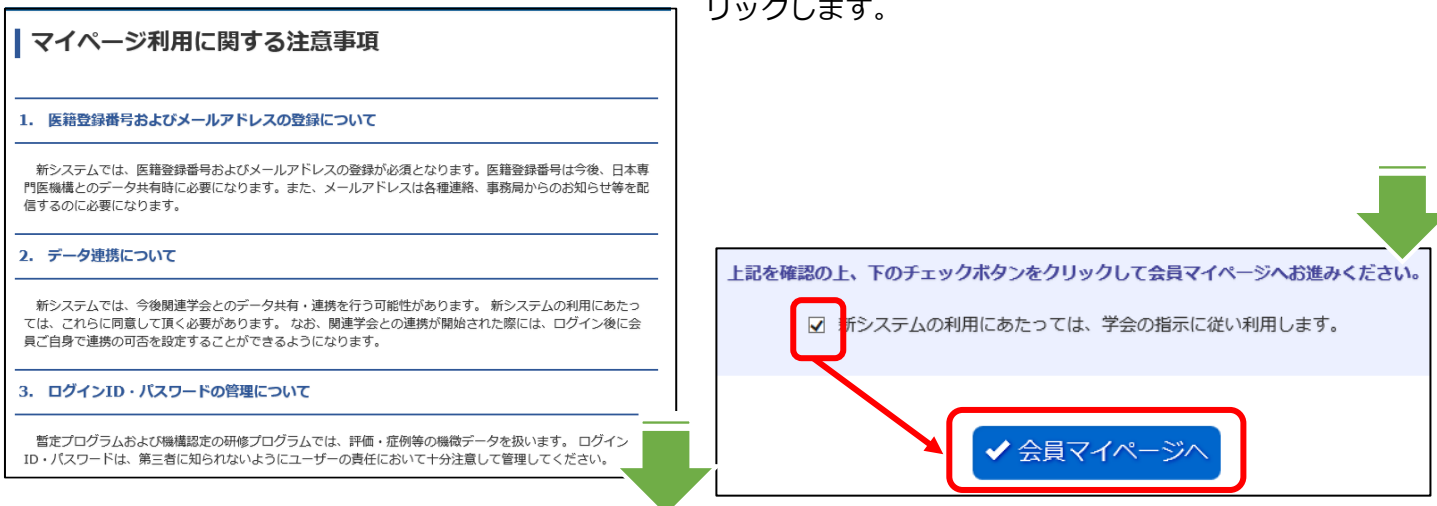 リックします。
マイページ利用に関する注意事項
1. 医籍登録番号およびメールアドレスの登録について
新システムでは、医籍登録番号およびメールアドレスの登録が必須となります。医籍登録番号は今後、日本専
門医機構とのデータ共有時に必要になります。また、メールアドレスは各種連絡、事務局からのお知らせ等を配
信するのに必要になります。
2. データ連携について
新システムでは、今後関連学会とのデータ共有・連携を行う可能性があります。 新システムの利用にあたっ
ては、これらに同意して頂く必要があります。 なお、関連学会との連携が開始された際には、ログイン後に会
員ご自身で連携の可否を設定することができるようになります。
3. ログインID・パスワードの管理について
暫定プログラムおよび機構認定の研修プログラムでは、評価・症例等の機微データを扱います。 ログイン
ID・パスワードは、第三者に知られないようにユーザーの責任において十分注意して管理してください。
上記を確認の上、下のチェックボタンをクリックして会員マイページへお進みください。
新システムの利用にあたっては、学会の指示に従い利用します。
会員マイページへ